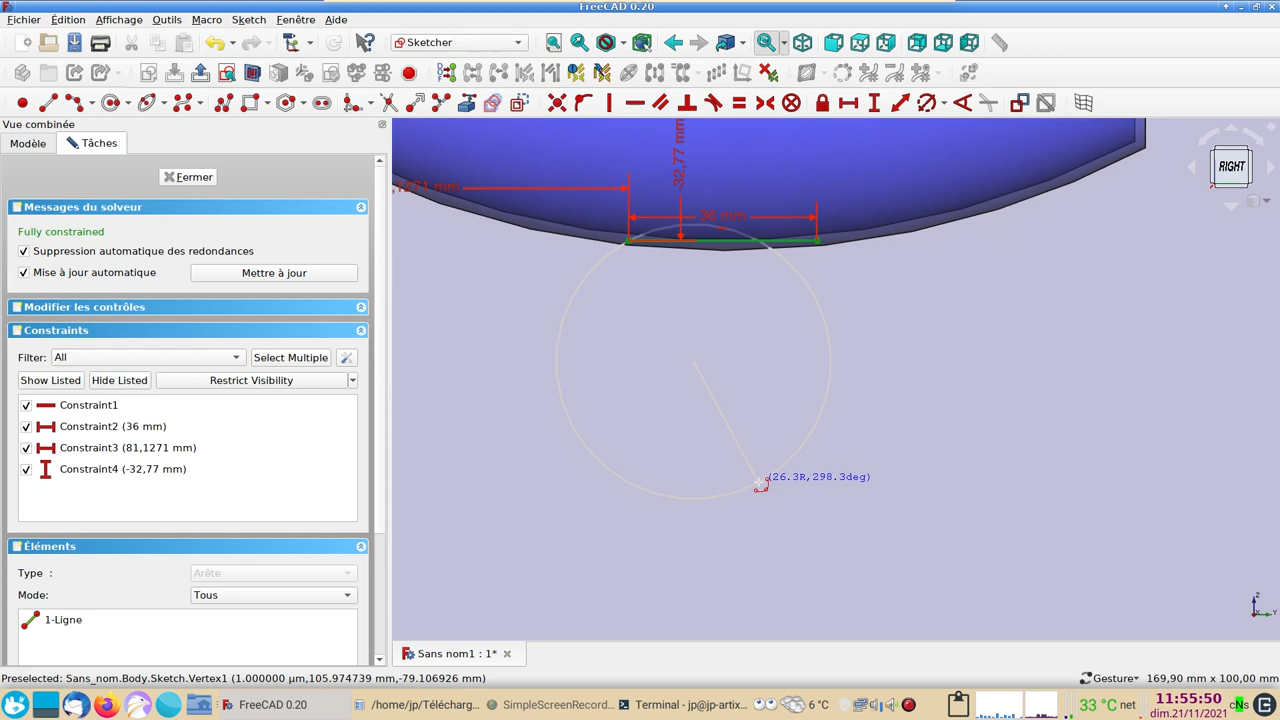 FreeCAD 0.20
Fichier Édition Affichage Outils Macro Sketch Fenêtre Aide
Sketcher
Vue combinée
Modèle
Tâches
Fermer
Messages du solveur
Fully constrained
Suppression automatique des redondances
Mise à jour automatique
Mettre à jour
Modifier les contrôles
Constraints
Filter:
All
Select Multiple
Show Listed
Hide Listed
Restrict Visibility
Constraint1
Constraint2 (36 mm)
Constraint3 (81,1271 mm)
Constraint4 (-32,77 mm)
Éléments
Type :
Arête
Mode:
Tous
1-Ligne
,1271 mm
-32,77 mm
36 mm
(26.3R,298.3deg)
RIGHT
Z
Y
X
Sans nom1 : 1*
Preselected: Sans_nom.Body.Sketch.Vertex1 (1.000000 µm,105.974739 mm,-79.106926 mm)
Gesture
169,90 mm x 100,00 mm
FreeCAD 0.20
/home/jp/Télécharg...
SimpleScreenRecord...
Terminal - jp@jp-artix...
6 °C
33 °C net
11:55:50
dim.21/11/2021
cNs